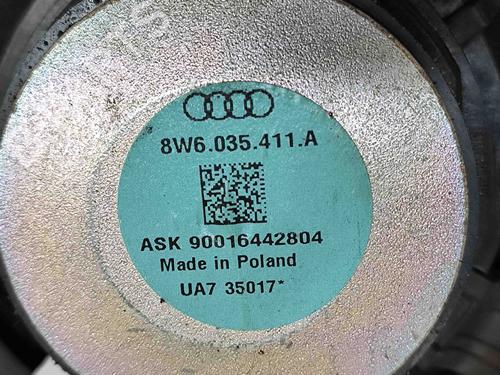 8W6.035.411.A
ASK 90016442804
Made in Poland
UA7 35017*